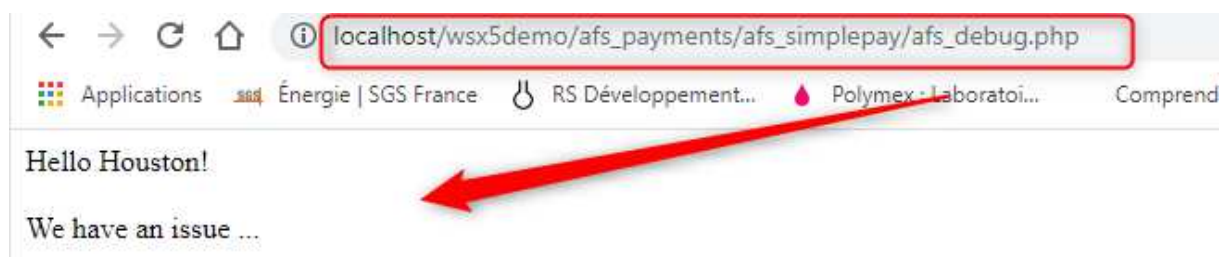 localhost/wsx5demo/afs_payments/afs_simplepay/afs_debug.php
Applications SGS Énergie | SGS France RS Développement... Polymex : Laboratoi... Comprend
Hello Houston!
We have an issue ...